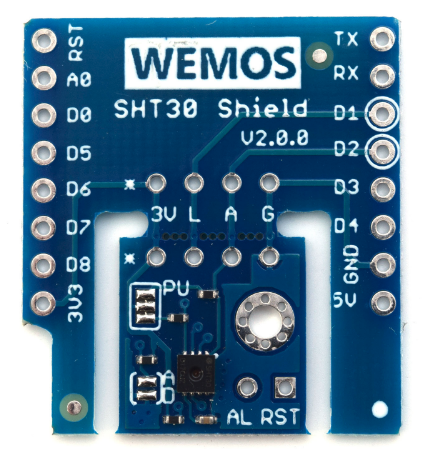 WEMOS
SHT30 Shield
V2.0.0
RST
A0
D0
D5
D6
D7
D8
3V3
TX
RX
D1
D2
D3
D4
GND
5V
3V L A G
PU
A
D
AL RST